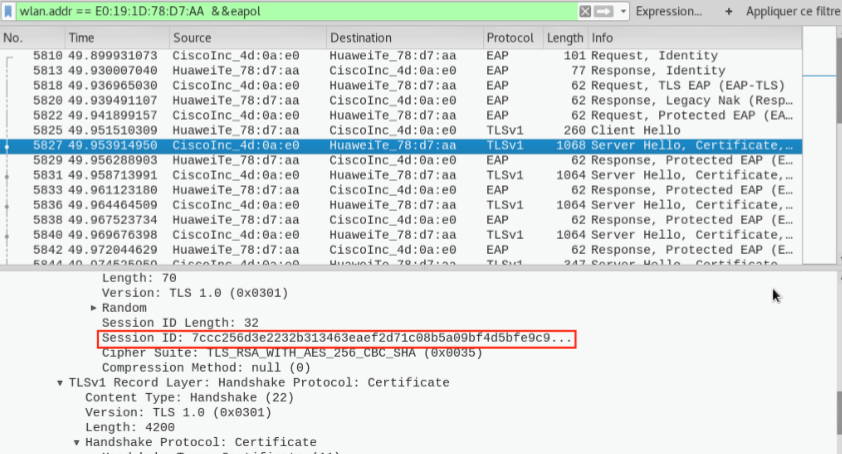 wlan.addr == E0:19:1D:78:D7:AA &&eapol Expression... + Appliquer ce filtre
No. Time Source Destination Protocol Length Info
5810 49.899931073 CiscoInc_4d:0a:e0 HuaweiTe_78:d7:aa EAP 101 Request, Identity
5813 49.930007040 HuaweiTe_78:d7:aa CiscoInc_4d:0a:e0 EAP 77 Response, Identity
5818 49.936965030 CiscoInc_4d:0a:e0 HuaweiTe_78:d7:aa EAP 62 Request, TLS EAP (EAP-TLS)
5820 49.939491107 HuaweiTe_78:d7:aa CiscoInc_4d:0a:e0 EAP 62 Response, Legacy Nak (Resp…
5822 49.941899157 CiscoInc_4d:0a:e0 HuaweiTe_78:d7:aa EAP 62 Request, Protected EAP (EA…
5825 49.951510309 HuaweiTe_78:d7:aa CiscoInc_4d:0a:e0 TLSv1 260 Client Hello
5827 49.953914950 CiscoInc_4d:0a:e0 HuaweiTe_78:d7:aa TLSv1 1068 Server Hello, Certificate,…
5829 49.956288903 HuaweiTe_78:d7:aa CiscoInc_4d:0a:e0 EAP 62 Response, Protected EAP (E…
5831 49.958713991 CiscoInc_4d:0a:e0 HuaweiTe_78:d7:aa TLSv1 1064 Server Hello, Certificate,…
5833 49.961123180 HuaweiTe_78:d7:aa CiscoInc_4d:0a:e0 EAP 62 Response, Protected EAP (E…
5836 49.964464509 CiscoInc_4d:0a:e0 HuaweiTe_78:d7:aa TLSv1 1064 Server Hello, Certificate,…
5838 49.967523734 HuaweiTe_78:d7:aa CiscoInc_4d:0a:e0 EAP 62 Response, Protected EAP (E…
5840 49.969676398 CiscoInc_4d:0a:e0 HuaweiTe_78:d7:aa TLSv1 1064 Server Hello, Certificate,…
5842 49.972044629 HuaweiTe_78:d7:aa CiscoInc_4d:0a:e0 EAP 62 Response, Protected EAP (E…
5844 CiscoInc_4d:0a:e0 HuaweiTe_78:d7:aa TLSv1 347 Server Hello, Certificate
Length: 70
Version: TLS 1.0 (0x0301)
Random
Session ID Length: 32
Session ID: 7ccc256d3e2232b313463eaef2d71c08b5a09bf4d5bfe9c9...
Cipher Suite: TLS_RSA_WITH_AES_256_CBC_SHA (0x0035)
Compression Method: null (0)
TLSv1 Record Layer: Handshake Protocol: Certificate
Content Type: Handshake (22)
Version: TLS 1.0 (0x0301)
Length: 4200
Handshake Protocol: Certificate